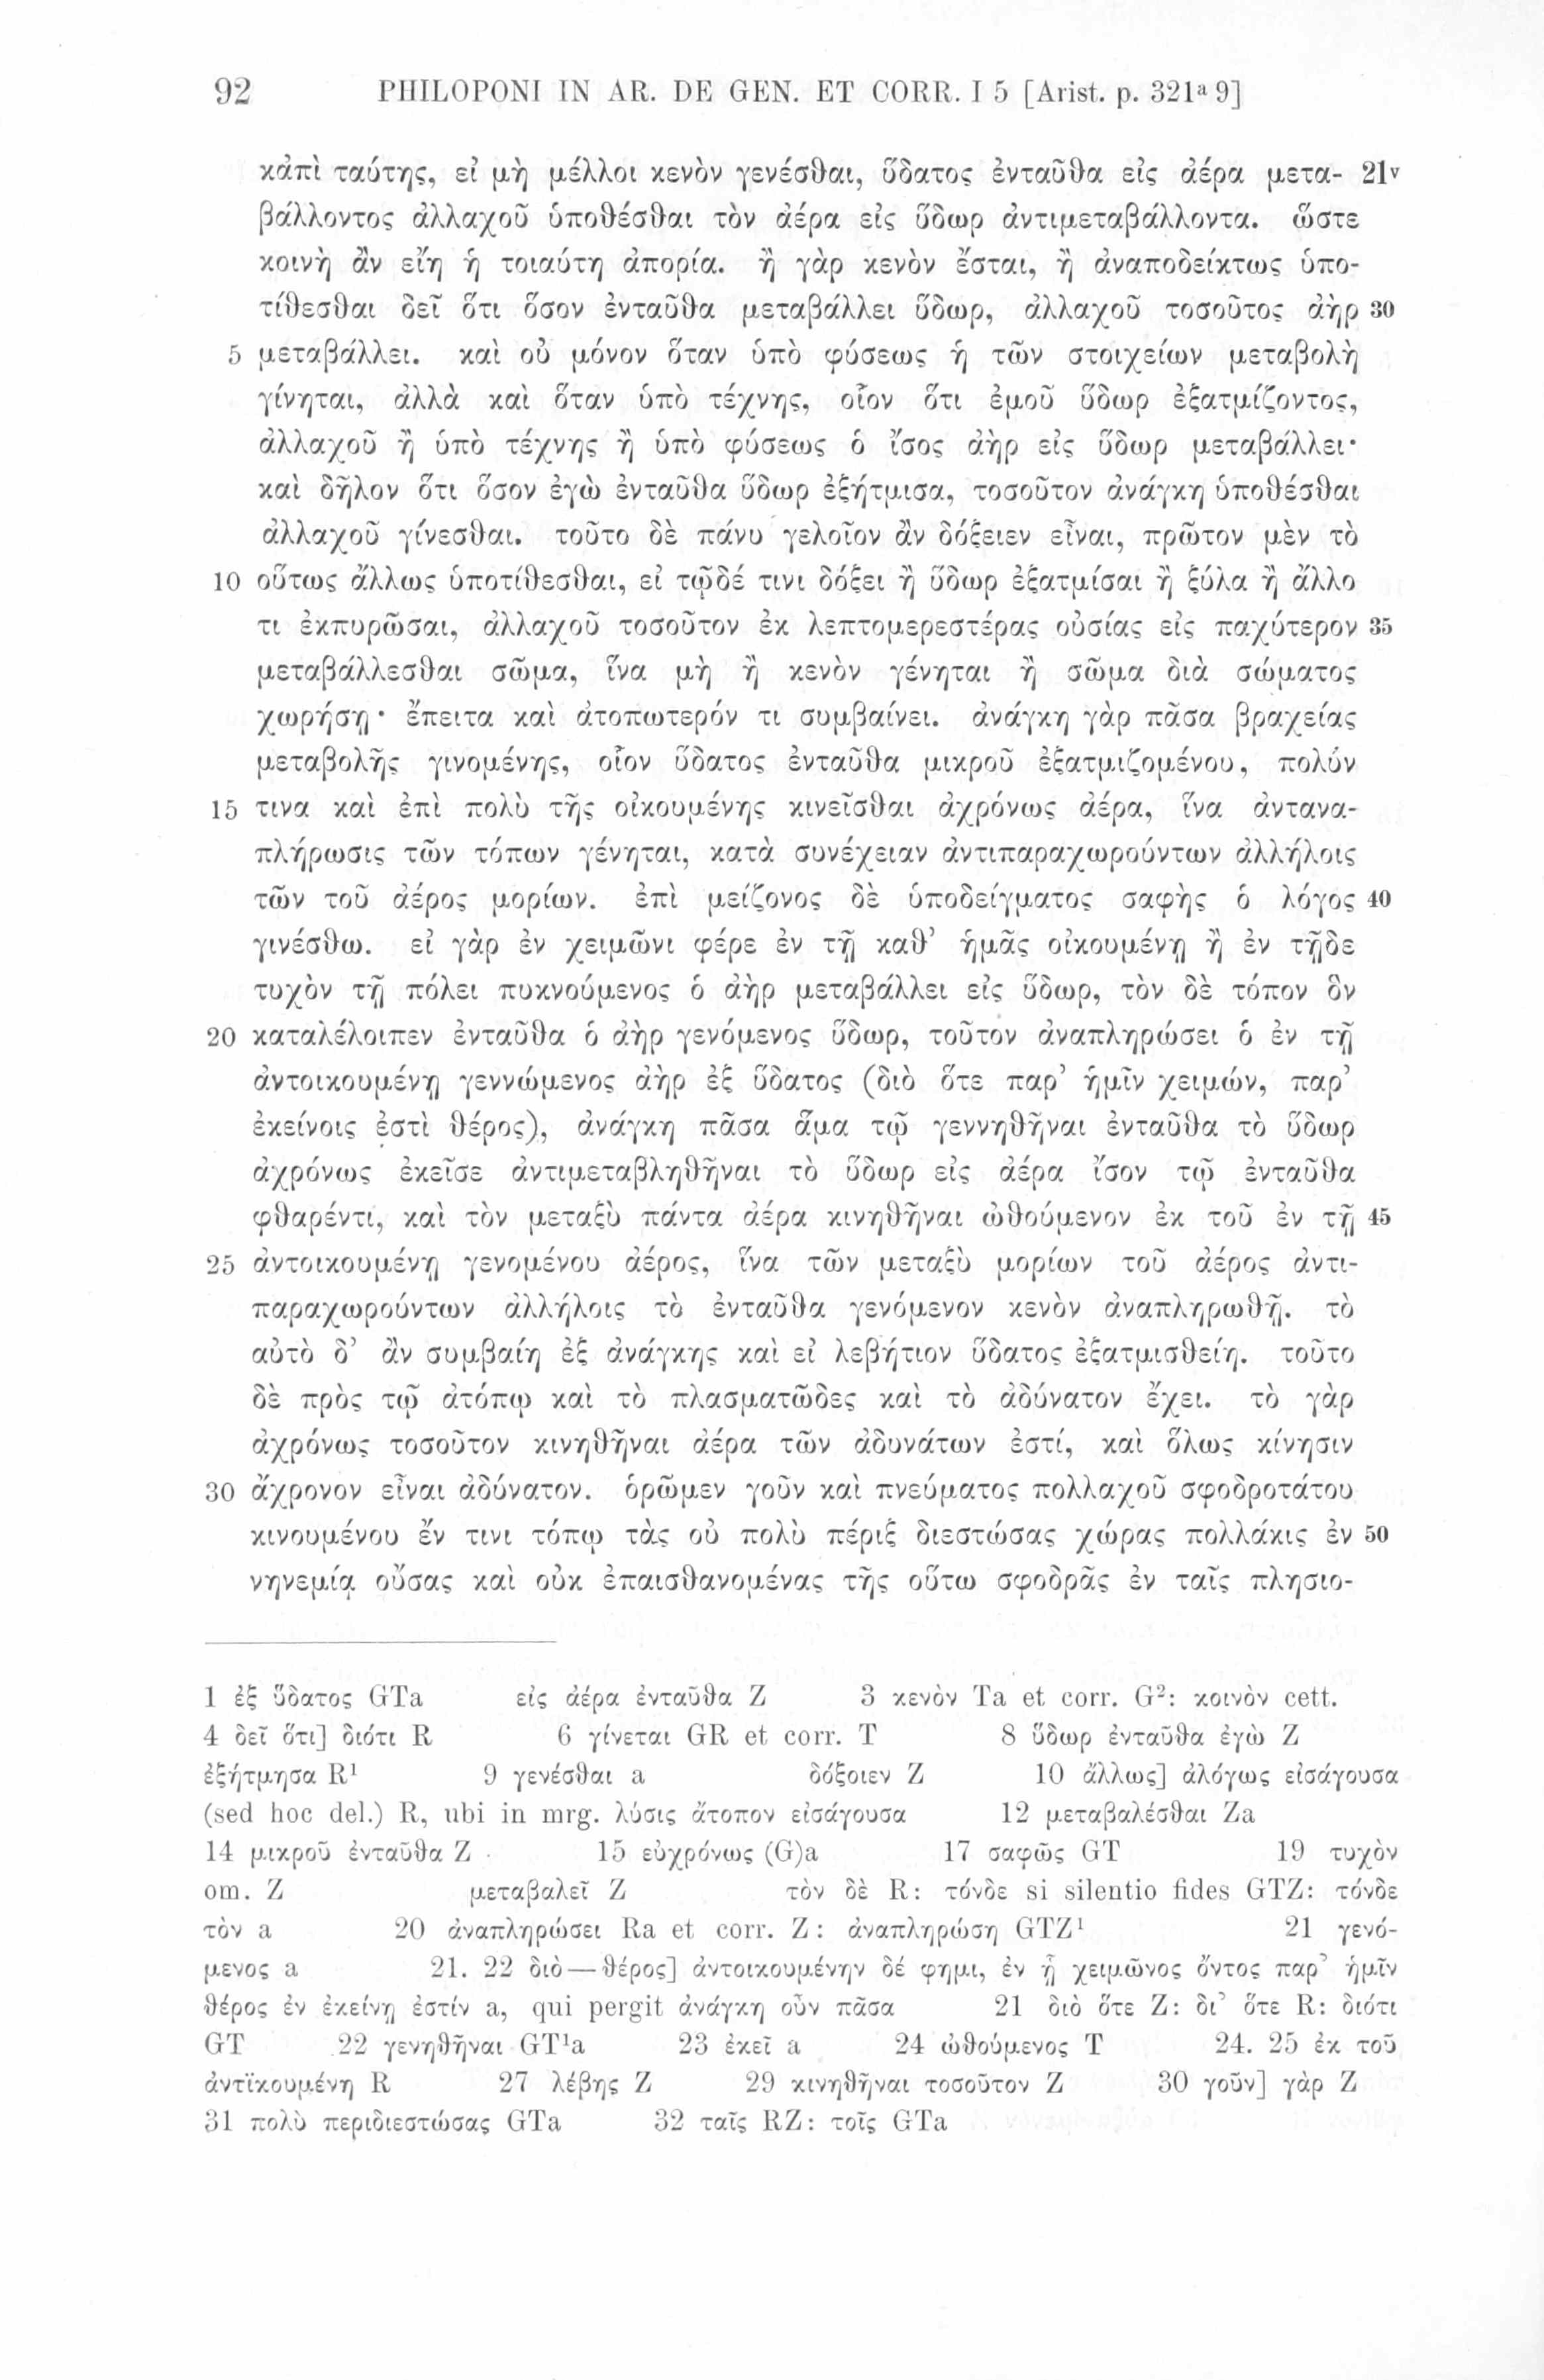 92 PHILOPONI IN AR. DE GEN. ET CORR. I 5 [Arist. p. 321ª 9]
κἀπὶ ταύτης, εἰ μὴ μέλλοι κενὸν γενέσθαι, ὕδατος ἐνταῦθα εἰς ἀέρα μετα- 21v
βάλλοντος ἀλλαχοῦ ὑποθέσθαι τὸν ἀέρα εἰς ὕδωρ ἀντιμεταβάλλοντα. ὥστε
κοινὴ ἂν εἴη ἡ τοιαύτη ἀπορία. ἢ γὰρ κενὸν ἔσται, ἢ ἀναποδείκτως ὑπο-
τίθεσθαι δεῖ ὅτι ὅσον ἐνταῦθα μεταβάλλει ὕδωρ, ἀλλαχοῦ τοσοῦτος ἀὴρ 30
5 μεταβάλλει. καὶ οὐ μόνον ὅταν ὑπὸ φύσεως ἡ τῶν στοιχείων μεταβολὴ
γίνηται, ἀλλὰ καὶ ὅταν ὑπὸ τέχνης, οἷον ὅτι ἐμοῦ ὕδωρ ἐξατμίζοντος,
ἀλλαχοῦ ἢ ὑπὸ τέχνης ἢ ὑπὸ φύσεως ὁ ἴσος ἀὴρ εἰς ὕδωρ μεταβάλλει·
καὶ δῆλον ὅτι ὅσον ἐγὼ ἐνταῦθα ὕδωρ ἐξήτμισα, τοσοῦτον ἀνάγκη ὑποθέσθαι
ἀλλαχοῦ γίνεσθαι. τοῦτο δὲ πάνυ γελοῖον ἂν δόξειεν εἶναι, πρῶτον μὲν τὸ
10 οὕτως ἄλλως ὑποτίθεσθαι, εἰ τῳδέ τινι δόξει ἢ ὕδωρ ἐξατμίσαι ἢ ξύλα ἢ ἄλλο
τι ἐκπυρῶσαι, ἀλλαχοῦ τοσοῦτον ἐκ λεπτομερεστέρας οὐσίας εἰς παχύτερον 35
μεταβάλλεσθαι σῶμα, ἵνα μὴ ἢ κενὸν γένηται ἢ σῶμα διὰ σώματος
χωρήσῃ· ἔπειτα καὶ ἀτοπωτερόν τι συμβαίνει. ἀνάγκη γὰρ πᾶσα βραχείας
μεταβολῆς γινομένης, οἷον ὕδατος ἐνταῦθα μικροῦ ἐξατμιζομένου, πολύν
15 τινα καὶ ἐπὶ πολὺ τῆς οἰκουμένης κινεῖσθαι ἀχρόνως ἀέρα, ἵνα ἀντανα-
πλήρωσις τῶν τόπων γένηται, κατὰ συνέχειαν ἀντιπαραχωρούντων ἀλλήλοις
τῶν τοῦ ἀέρος μορίων. ἐπὶ μείζονος δὲ ὑποδείγματος σαφὴς ὁ λόγος 40
γινέσθω. εἰ γὰρ ἐν χειμῶνι φέρε ἐν τῇ καθ’ ἡμᾶς οἰκουμένῃ ἢ ἐν τῇδε
τυχὸν τῇ πόλει πυκνούμενος ὁ ἀὴρ μεταβάλλει εἰς ὕδωρ, τὸν δὲ τόπον ὃν
20 καταλέλοιπεν ἐνταῦθα ὁ ἀὴρ γενόμενος ὕδωρ, τοῦτον ἀναπληρώσει ὁ ἐν τῇ
ἀντοικουμένῃ γεννώμενος ἀὴρ ἐξ ὕδατος (διὸ ὅτε παρ’ ἡμῖν χειμών, παρ’
ἐκείνοις ἐστὶ θέρος), ἀνάγκη πᾶσα ἅμα τῷ γεννηθῆναι ἐνταῦθα τὸ ὕδωρ
ἀχρόνως ἐκεῖσε ἀντιμεταβληθῆναι τὸ ὕδωρ εἰς ἀέρα ἴσον τῷ ἐνταῦθα
φθαρέντι, καὶ τὸν μεταξὺ πάντα ἀέρα κινηθῆναι ὠθούμενον ἐκ τοῦ ἐν τῇ 45
25 ἀντοικουμένῃ γενομένου ἀέρος, ἵνα τῶν μεταξὺ μορίων τοῦ ἀέρος ἀντι-
παραχωρούντων ἀλλήλοις τὸ ἐνταῦθα γενόμενον κενὸν ἀναπληρωθῇ. τὸ
αὐτὸ δ’ ἂν συμβαίη ἐξ ἀνάγκης καὶ εἰ λεβήτιον ὕδατος ἐξατμισθείη. τοῦτο
δὲ πρὸς τῷ ἀτόπῳ καὶ τὸ πλασματῶδες καὶ τὸ ἀδύνατον ἔχει. τὸ γὰρ
ἀχρόνως τοσοῦτον κινηθῆναι ἀέρα τῶν ἀδυνάτων ἐστί, καὶ ὅλως κίνησιν
30 ἄχρονον εἶναι ἀδύνατον. ὁρῶμεν γοῦν καὶ πνεύματος πολλαχοῦ σφοδροτάτου
κινουμένου ἔν τινι τόπῳ τὰς οὐ πολὺ πέριξ διεστώσας χώρας πολλάκις ἐν 50
νηνεμίᾳ οὔσας καὶ οὐκ ἐπαισθανομένας τῆς οὕτω σφοδρᾶς ἐν ταῖς πλησιο-
1 ἐξ ὕδατος GTa εἰς ἀέρα ἐνταῦθα Z 3 κενὸν Ta et corr. G²: κοινὸν cett.
4 δεῖ ὅτι] διότι R 6 γίνεται GR et corr. T 8 ὕδωρ ἐνταῦθα ἐγὼ Z
ἐξήτμησα R¹ 9 γενέσθαι a δόξοιεν Z 10 ἄλλως] ἀλόγως εἰσάγουσα
(sed hoc del.) R, ubi in mrg. λύσις ἄτοπον εἰσάγουσα 12 μεταβαλέσθαι Za
14 μικροῦ ἐνταῦθα Z 15 εὐχρόνως (G)a 17 σαφῶς GT 19 τυχὸν
om. Z μεταβαλεῖ Z τὸν δὲ R: τόνδε si silentio fides GTZ: τόνδε
τὸν a 20 ἀναπληρώσει Ra et corr. Z: ἀναπληρώσῃ GTZ¹ 21 γενό-
μενος a 21. 22 διὸ—θέρος] ἀντοικουμένην δέ φημι, ἐν ᾗ χειμῶνος ὄντος παρ’ ἡμῖν
θέρος ἐν ἐκείνῃ ἐστίν a, qui pergit ἀνάγκη οὖν πᾶσα 21 διὸ ὅτε Z: δι’ ὅτε R: διότι
GT 22 γενηθῆναι GT¹a 23 ἐκεῖ a 24 ὠθούμενος T 24. 25 ἐκ τοῦ
ἀντϊκουμένη R 27 λέβης Z 29 κινηθῆναι τοσοῦτον Z 30 γοῦν] γὰρ Z
31 πολὺ περιδιεστώσας GTa 32 ταῖς RZ: τοῖς GTa